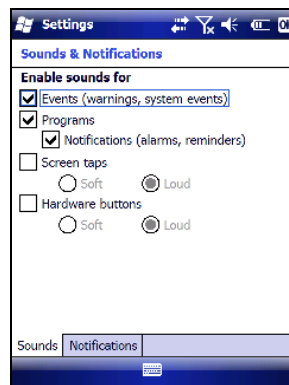 Settings
Sounds & Notifications
Enable sounds for
Events (warnings, system events)
Programs
Notifications (alarms, reminders)
Screen taps
Soft Loud
Hardware buttons
Soft Loud
Sounds Notifications